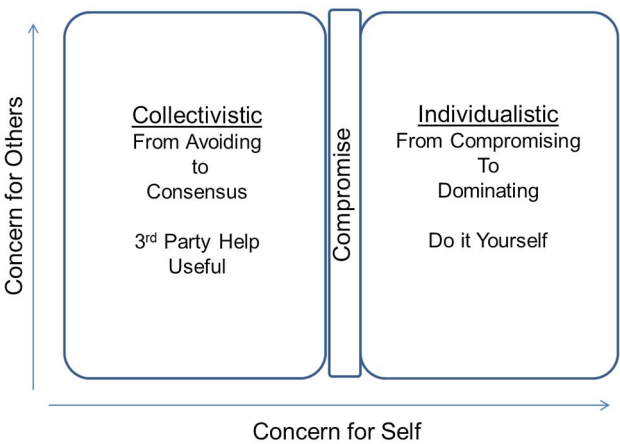 Concern for Others
Collectivistic
From Avoiding
to
Consensus
3rd Party Help
Useful
Compromise
Individualistic
From Compromising
To
Dominating
Do it Yourself
Concern for Self